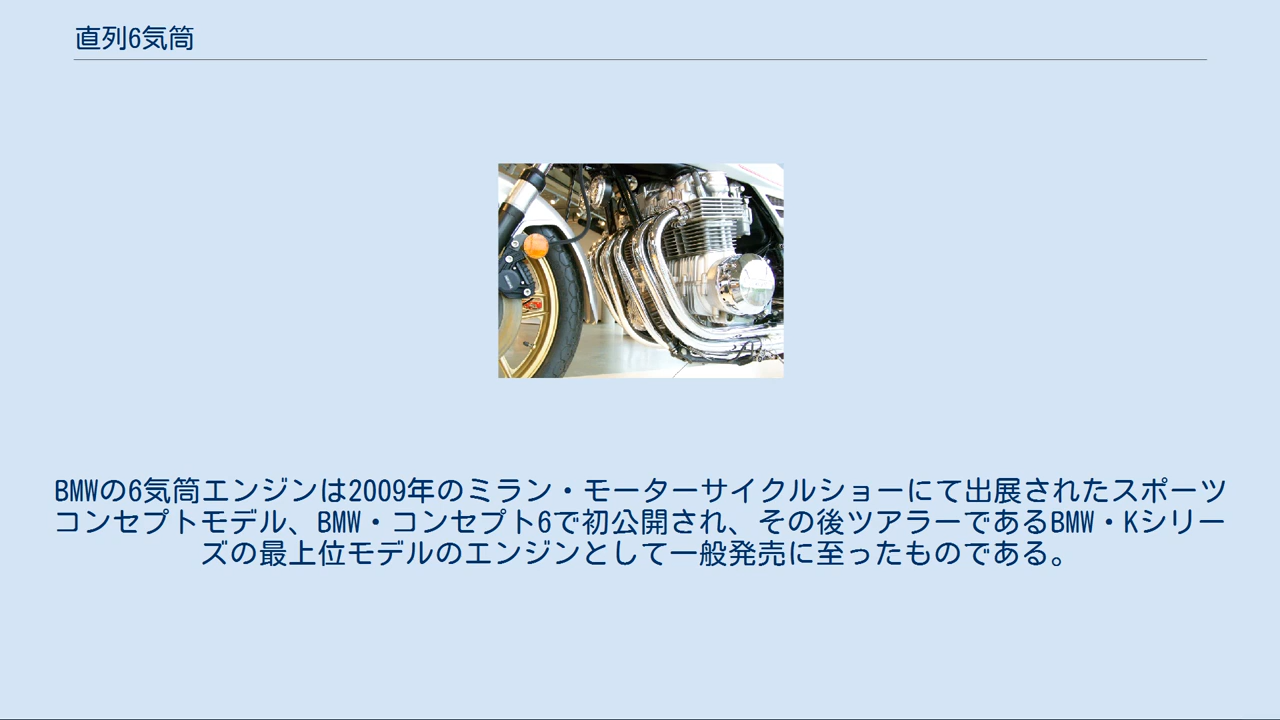 直列6気筒
BMWの6気筒エンジンは2009年のミラン・モーターサイクルショーにて出展されたスポーツ
コンセプトモデル、BMW・コンセプト6で初公開され、その後ツアラーであるBMW・Kシリー
ズの最上位モデルのエンジンとして一般発売に至ったものである。